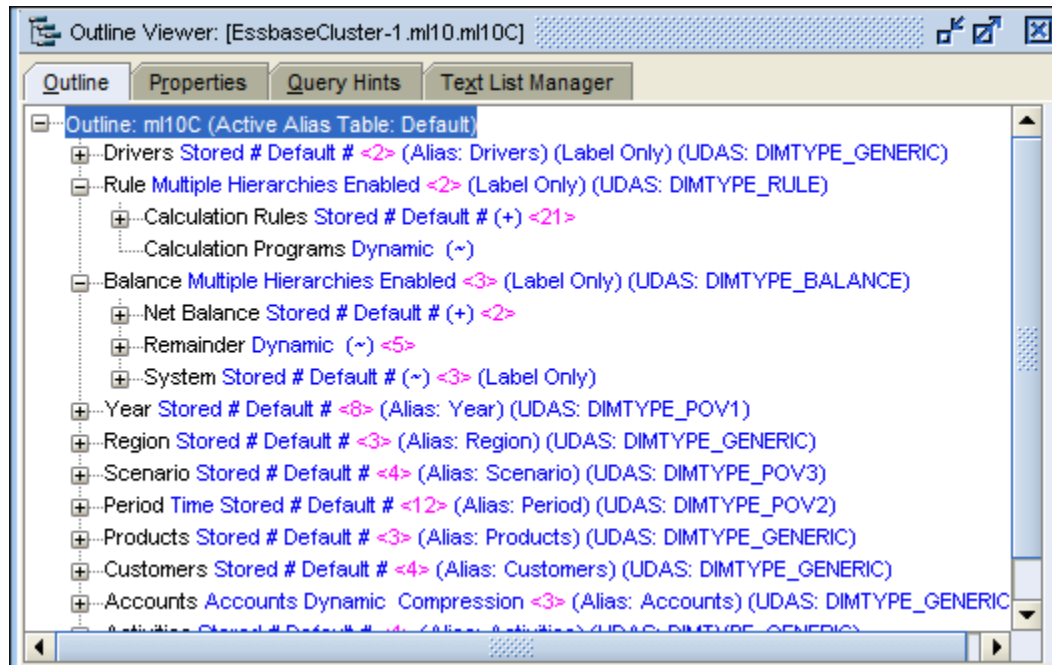 Outline Viewer: [EssbaseCluster-1.ml10.ml10C]
Outline Properties Query Hints Text List Manager
Outline: ml10C (Active Alias Table: Default)
Drivers Stored # Default # <2> (Alias: Drivers) (Label Only) (UDAS: DIMTYPE_GENERIC)
Rule Multiple Hierarchies Enabled <2> (Label Only) (UDAS: DIMTYPE_RULE)
Calculation Rules Stored # Default # (+) <21>
Calculation Programs Dynamic (~)
Balance Multiple Hierarchies Enabled <3> (Label Only) (UDAS: DIMTYPE_BALANCE)
Net Balance Stored # Default # (+) <2>
Remainder Dynamic (~) <5>
System Stored # Default # (~) <3> (Label Only)
Year Stored # Default # <8> (Alias: Year) (UDAS: DIMTYPE_POV1)
Region Stored # Default # <3> (Alias: Region) (UDAS: DIMTYPE_GENERIC)
Scenario Stored # Default # <4> (Alias: Scenario) (UDAS: DIMTYPE_POV3)
Period Time Stored # Default # <12> (Alias: Period) (UDAS: DIMTYPE_POV2)
Products Stored # Default # <3> (Alias: Products) (UDAS: DIMTYPE_GENERIC)
Customers Stored # Default # <4> (Alias: Customers) (UDAS: DIMTYPE_GENERIC)
Accounts Accounts Dynamic Compression <3> (Alias: Accounts) (UDAS: DIMTYPE_GENERIC